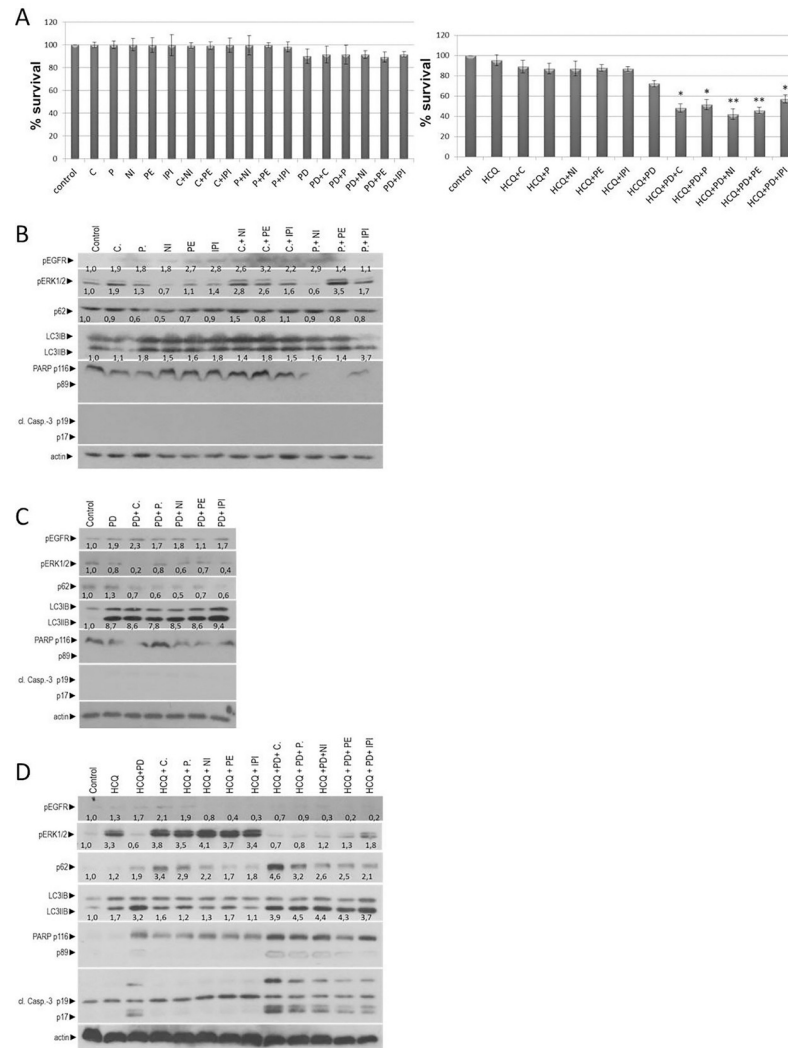 A
120
100
80
60
40
20
0
% survival
control
C
P
NI
PE
IPI
C+NI
C+PE
C+IPI
P+NI
P+PE
P+IPI
PD
PD+C
PD+P
PD+NI
PD+PE
PD+IPI
120
100
80
60
40
20
0
% survival
* * ** ** *
control
HCQ
HCQ+C
HCQ+P
HCQ+NI
HCQ+PE
HCQ+IPI
HCQ+PD
HCQ+PD+C
HCQ+PD+P
HCQ+PD+NI
HCQ+PD+PE
HCQ+PD+IPI
B
Control C. P. NI PE IPI C.+ NI C.+ PE C.+ IPI P.+ NI P.+ PE P.+ IPI
pEGFR
1,0 1,9 1,8 1,8 2,7 2,8 2,6 3,2 2,2 2,9 1,4 1,1
pERK1/2
1,0 1,9 1,3 0,7 1,1 1,4 2,8 2,6 1,6 0,6 3,5 1,7
p62
1,0 0,9 0,6 0,5 0,7 0,9 1,5 0,8 1,1 0,9 0,8 0,8
LC3IB
LC3IIB
1,0 1,1 1,8 1,5 1,6 1,8 1,4 1,8 1,5 1,6 1,4 3,7
PARP p116
p89
cl. Casp.-3 p19
p17
actin
C
Control PD PD+ C. PD+ P. PD+ NI PD+ PE PD+ IPI
pEGFR
1,0 1,9 2,3 1,7 1,8 1,1 1,7
pERK1/2
1,0 0,8 0,2 0,8 0,6 0,7 0,4
p62
1,0 1,3 0,7 0,6 0,5 0,7 0,6
LC3IB
LC3IIB
1,0 8,7 8,6 7,8 8,5 8,6 9,4
PARP p116
p89
cl. Casp.-3 p19
p17
actin
D
Control HCQ HCQ+PD HCQ + C. HCQ + P. HCQ + NI HCQ + PE HCQ + IPI HCQ +PD+ C. HCQ + PD+ P. HCQ +PD+NI HCQ + PD+ PE HCQ + PD+ IPI
pEGFR
1,0 1,3 1,7 2,1 1,9 0,8 0,4 0,3 0,7 0,9 0,3 0,2 0,2
pERK1/2
1,0 3,3 0,6 3,8 3,5 4,1 3,7 3,4 0,7 0,8 1,2 1,3 1,8
p62
1,0 1,2 1,9 3,4 2,9 2,2 1,7 1,8 4,6 3,2 2,6 2,5 2,1
LC3IB
LC3IIB
1,0 1,7 3,2 1,6 1,2 1,3 1,7 1,1 3,9 4,5 4,4 4,3 3,7
PARP p116
p89
cl. Casp.-3 p19
p17
actin